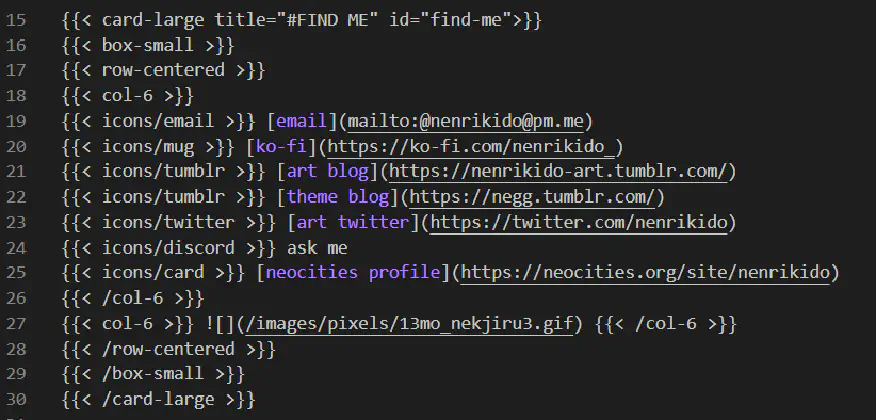 15 {{< card-large title="#FIND ME" id="find-me">}}
16 {{< box-small >}}
17 {{< row-centered >}}
18 {{< col-6 >}}
19 {{< icons/email >}} [email](mailto:@nenrikido@pm.me)
20 {{< icons/mug >}} [ko-fi](https://ko-fi.com/nenrikido_)
21 {{< icons/tumblr >}} [art blog](https://nenrikido-art.tumblr.com/)
22 {{< icons/tumblr >}} [theme blog](https://negg.tumblr.com/)
23 {{< icons/twitter >}} [art twitter](https://twitter.com/nenrikido)
24 {{< icons/discord >}} ask me
25 {{< icons/card >}} [neocities profile](https://neocities.org/site/nenrikido)
26 {{< /col-6 >}}
27 {{< col-6 >}} ![](/images/pixels/13mo_nekjiru3.gif) {{< /col-6 >}}
28 {{< /row-centered >}}
29 {{< /box-small >}}
30 {{< /card-large >}}